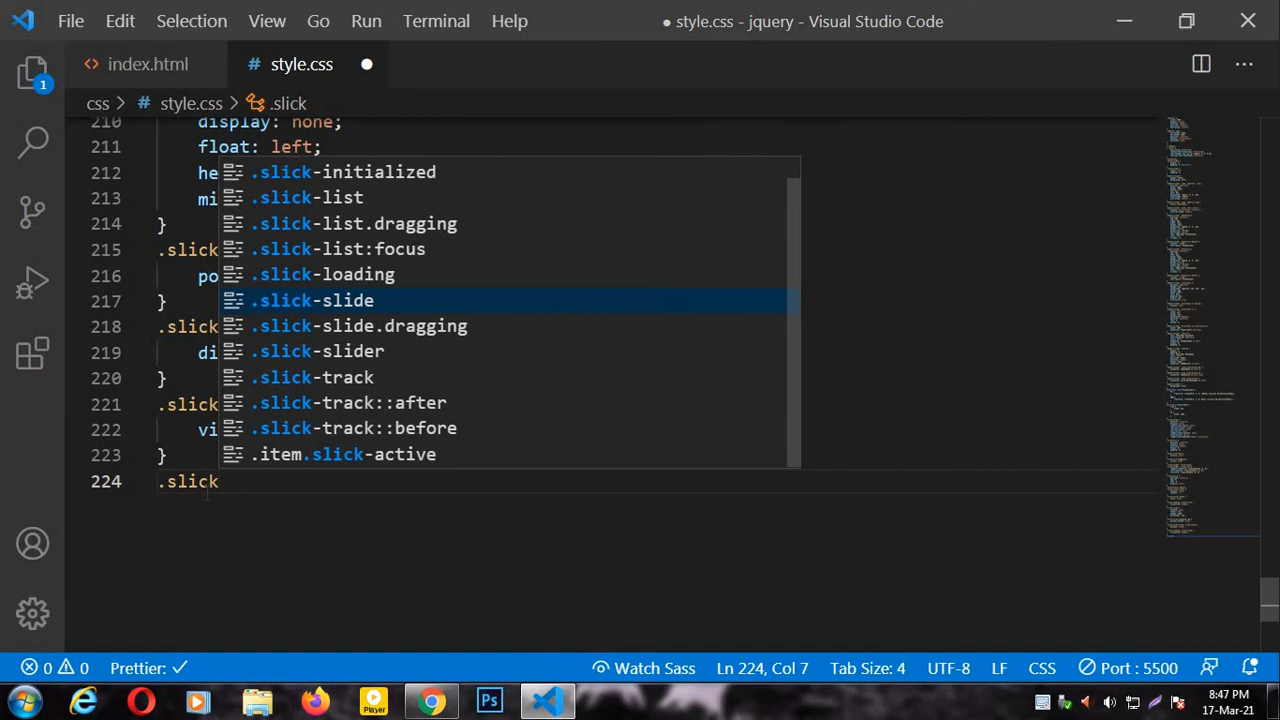 File Edit Selection View Go Run Terminal Help ● style.css - jquery - Visual Studio Code
index.html style.css
1
css > # style.css > .slick
210 display: none;
211 float: left;
212 he
213 mi
214 }
215 .slick
216 po
217 }
218 .slick
219 di
220 }
221 .slick
222 vi
223 }
224 .slick
.slick-initialized
.slick-list
.slick-list.dragging
.slick-list:focus
.slick-loading
.slick-slide
.slick-slide.dragging
.slick-slider
.slick-track
.slick-track::after
.slick-track::before
.item.slick-active
0 0 Prettier: ✓ Watch Sass Ln 224, Col 7 Tab Size: 4 UTF-8 LF CSS Port : 5500
Player Ps 8:47 PM
17-Mar-21